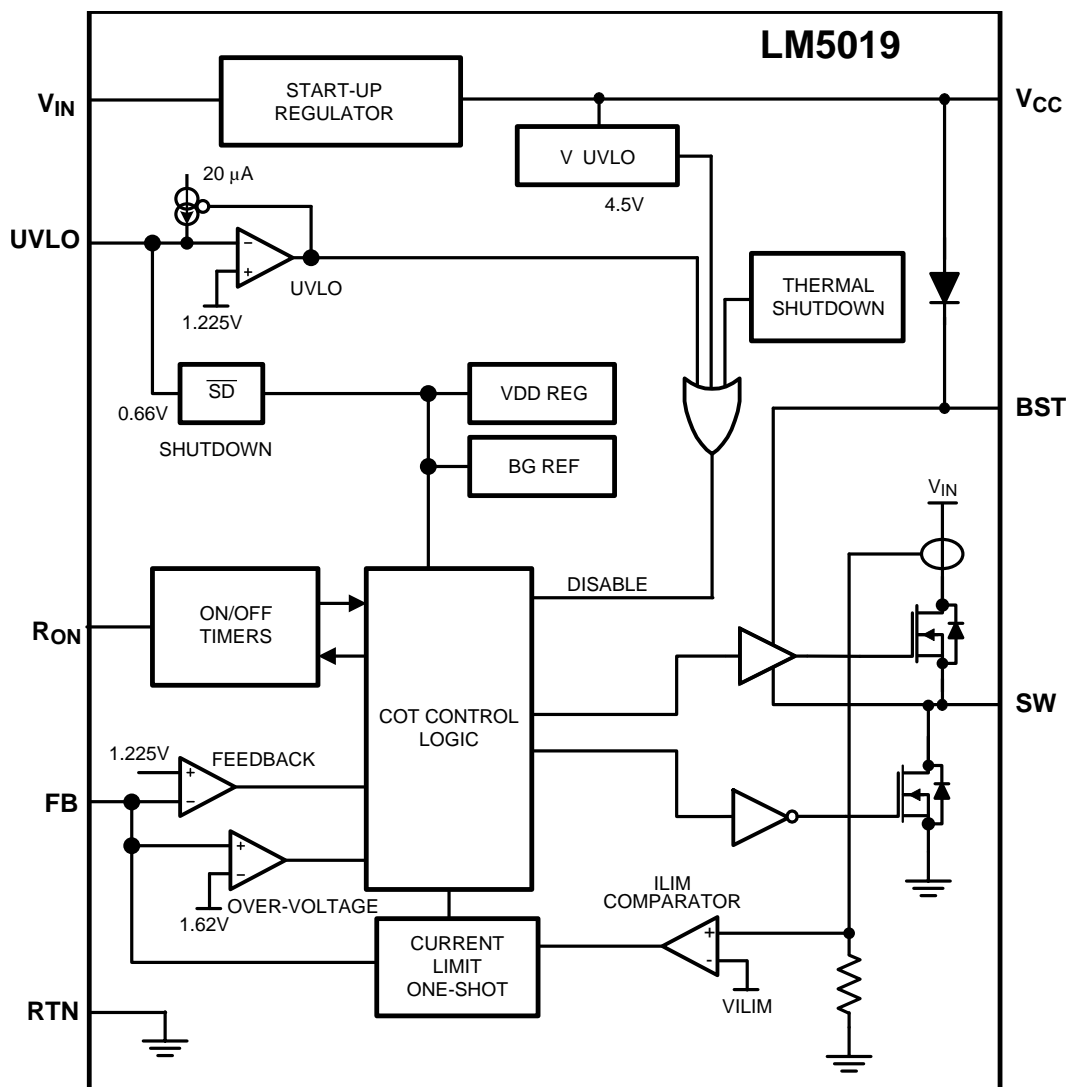 LM5019
START-UP
REGULATOR
VIN
VCC
V UVLO
4.5V
20 μA
UVLO
−
+
UVLO
1.225V
THERMAL
SHUTDOWN
SD
0.66V
SHUTDOWN
VDD REG
BG REF
BST
VIN
DISABLE
ON/OFF
TIMERS
RON
COT CONTROL
LOGIC
SW
1.225V
FEEDBACK
+
−
FB
+
−
1.62V
OVER-VOLTAGE
ILIM
COMPARATOR
+
-
VILIM
CURRENT
LIMIT
ONE-SHOT
RTN